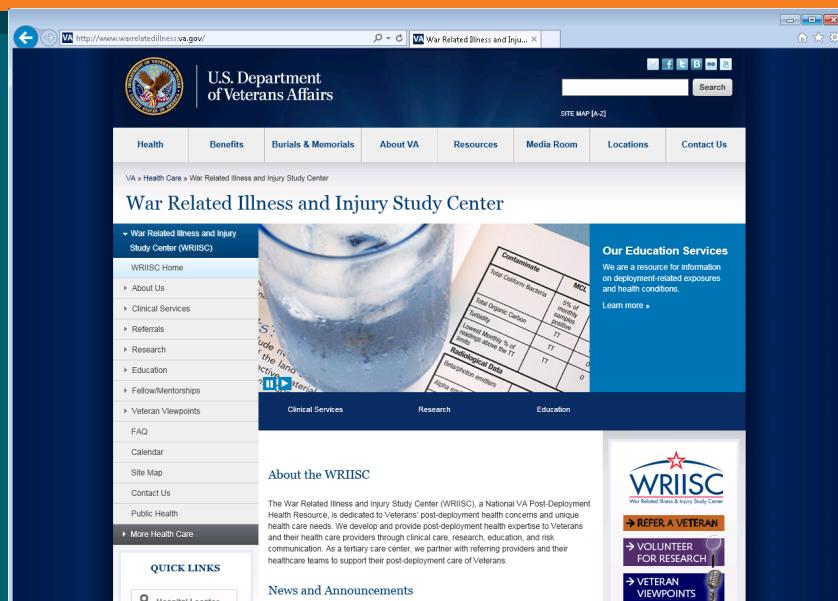 http://www.warrelatedillness.va.gov/
VA War Related Illness and Inju...
U.S. Department
of Veterans Affairs
Search
SITE MAP [A-Z]
Health
Benefits
Burials & Memorials
About VA
Resources
Media Room
Locations
Contact Us
VA » Health Care » War Related Illness and Injury Study Center
War Related Illness and Injury Study Center
War Related Illness and Injury
Study Center (WRIISC)
WRIISC Home
About Us
Clinical Services
Referrals
Research
Education
Fellow/Mentorships
Veteran Viewpoints
FAQ
Calendar
Site Map
Contact Us
Public Health
More Health Care
QUICK LINKS
Hospital Locator
Contaminate
MCL
Total Coliform Bacteria
5% of
monthly
samples
positive
Total Organic Carbon
TT
Turbidity
TT
Lowest Monthly % of
readings above the TT
limits
TT
0
Radiological Data
Beta/photon emitters
0
Our Education Services
We are a resource for information
on deployment-related exposures
and health conditions.
Learn more »
Clinical Services
Research
Education
About the WRIISC
The War Related Illness and Injury Study Center (WRIISC), a National VA Post-Deployment
Health Resource, is dedicated to Veterans' post-deployment health concerns and unique
health care needs. We develop and provide post-deployment health expertise to Veterans
and their health care providers through clinical care, research, education, and risk
communication. As a tertiary care center, we partner with referring providers and their
healthcare teams to support their post-deployment care of Veterans.
News and Announcements
WRIISC
War Related Illness & Injury Study Center
REFER A VETERAN
VOLUNTEER
FOR RESEARCH
VETERAN
VIEWPOINTS